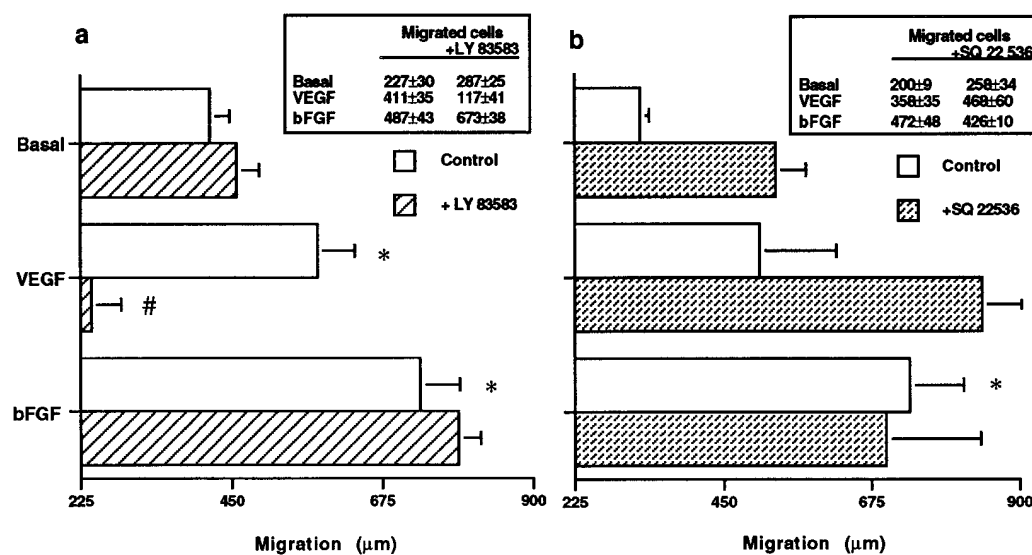 a
Migrated cells
+LY 83583
Basal 227±30 287±25
VEGF 411±35 117±41
bFGF 487±43 673±38
Control
+ LY 83583
Basal
VEGF
bFGF
*
#
*
225 450 675 900
Migration (μm)
b
Migrated cells
+SQ 22 536
Basal 200±9 258±34
VEGF 358±35 468±60
bFGF 472±48 426±10
Control
+SQ 22536
*
225 450 675 900
Migration (μm)